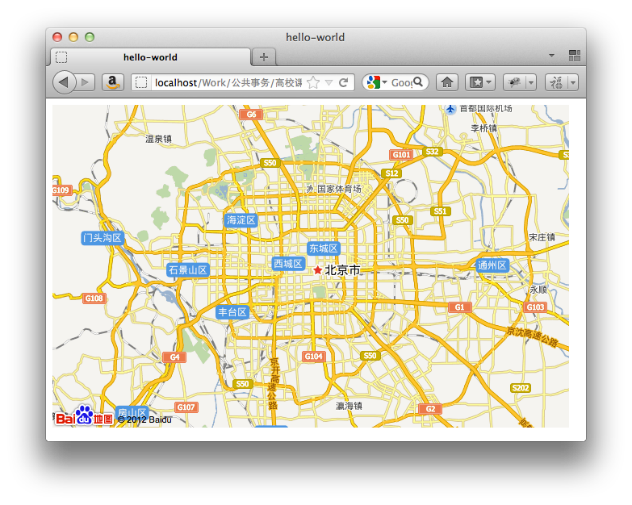 hello-world
hello-world
localhost/Work/公共事务/高校课
Goo
G6
首都国际机场
李桥镇
温泉镇
S50
G101
S32
S12
G109
国家体育场
海淀区
S50
S51
门头沟区
东城区
宋庄镇
石景山区
西城区
北京市
通州区
永顺
G108
丰台区
G1
G103
京沈高速公路
G4
京开高速公路
G104
S50
S50
S202
G107
瀛海镇
G2
房山区
Bai du 地图
© 2012 Baidu